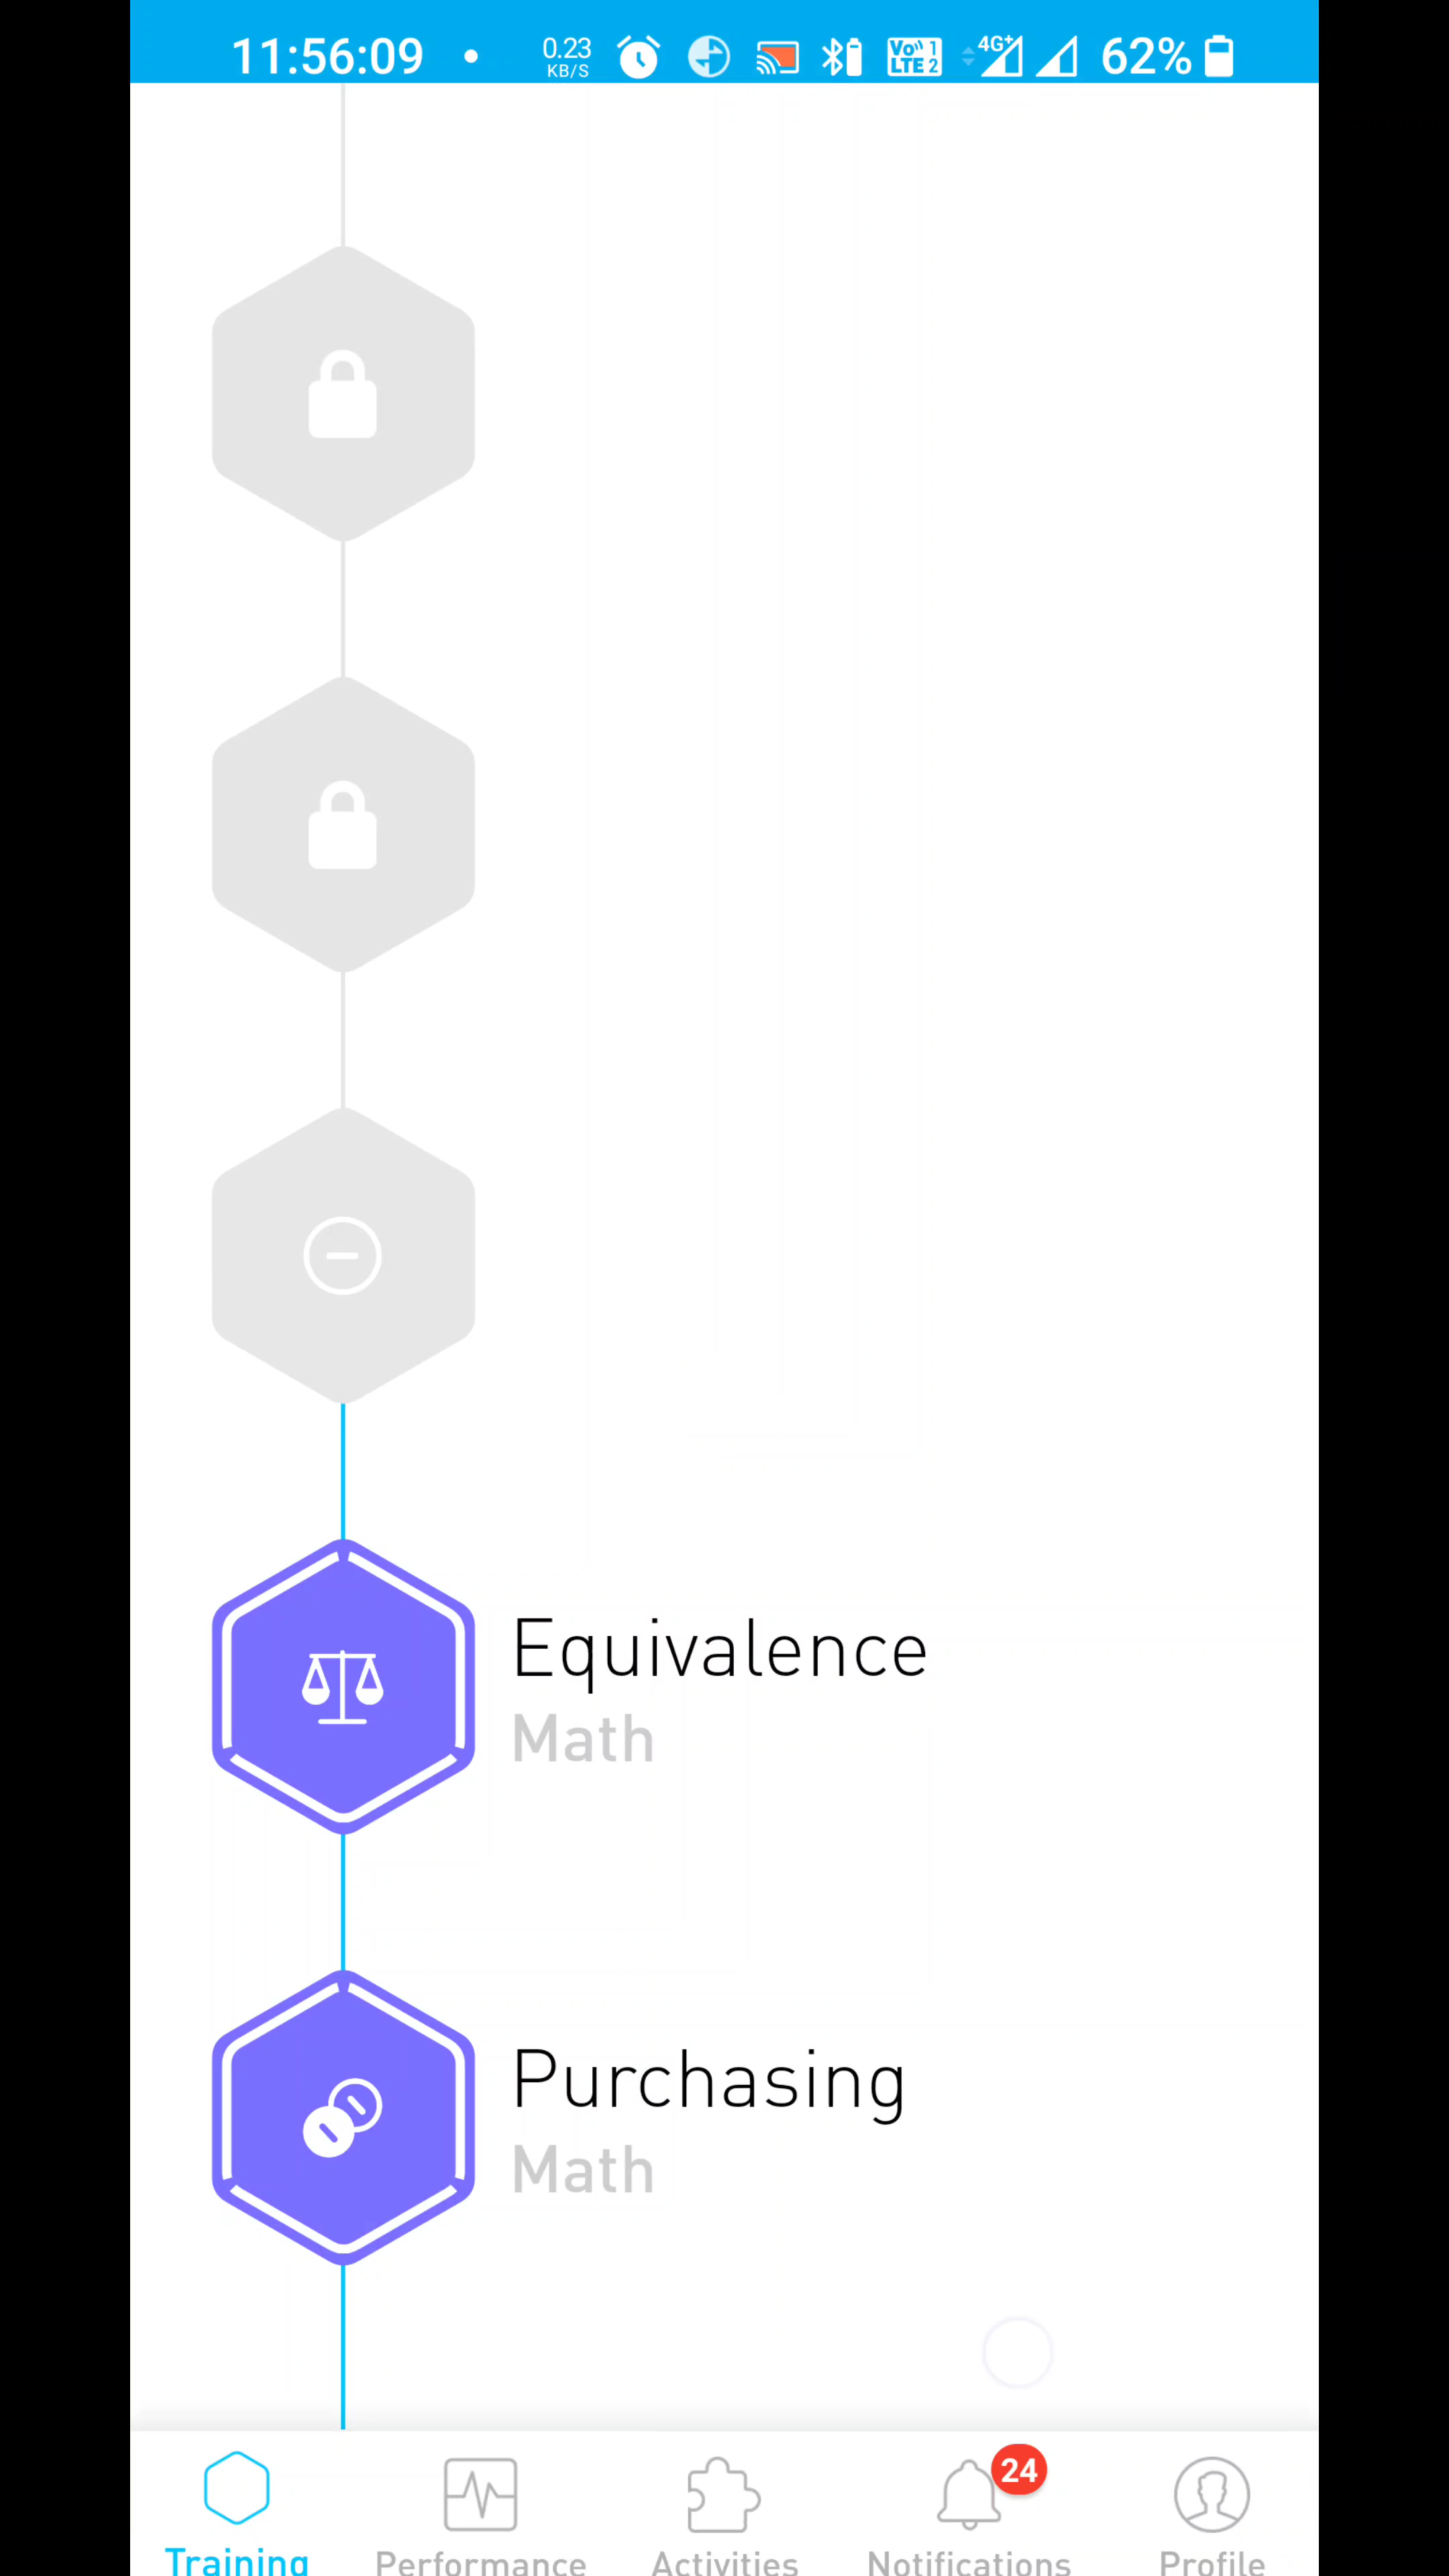 11:56:09 • 0.23 KB/S 4G+ 62%
Vo)) 1
LTE 2
Equivalence
Math
Purchasing
Math
24
Training Performance Activities Notifications Profile